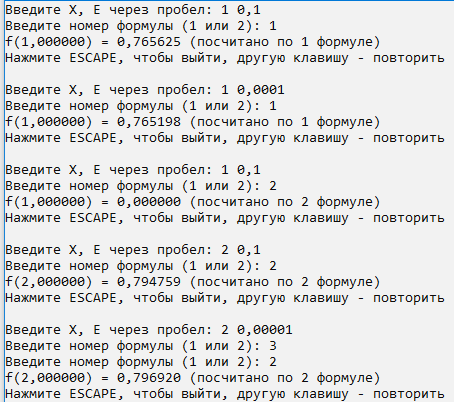 Введите X, E через пробел: 1 0,1
Введите номер формулы (1 или 2): 1
f(1,000000) = 0,765625 (посчитано по 1 формуле)
Нажмите ESCAPE, чтобы выйти, другую клавишу - повторить
Введите X, E через пробел: 1 0,0001
Введите номер формулы (1 или 2): 1
f(1,000000) = 0,765198 (посчитано по 1 формуле)
Нажмите ESCAPE, чтобы выйти, другую клавишу - повторить
Введите X, E через пробел: 1 0,1
Введите номер формулы (1 или 2): 2
f(1,000000) = 0,000000 (посчитано по 2 формуле)
Нажмите ESCAPE, чтобы выйти, другую клавишу - повторить
Введите X, E через пробел: 2 0,1
Введите номер формулы (1 или 2): 2
f(2,000000) = 0,794759 (посчитано по 2 формуле)
Нажмите ESCAPE, чтобы выйти, другую клавишу - повторить
Введите X, E через пробел: 2 0,00001
Введите номер формулы (1 или 2): 3
Введите номер формулы (1 или 2): 2
f(2,000000) = 0,796920 (посчитано по 2 формуле)
Нажмите ESCAPE, чтобы выйти, другую клавишу - повторить